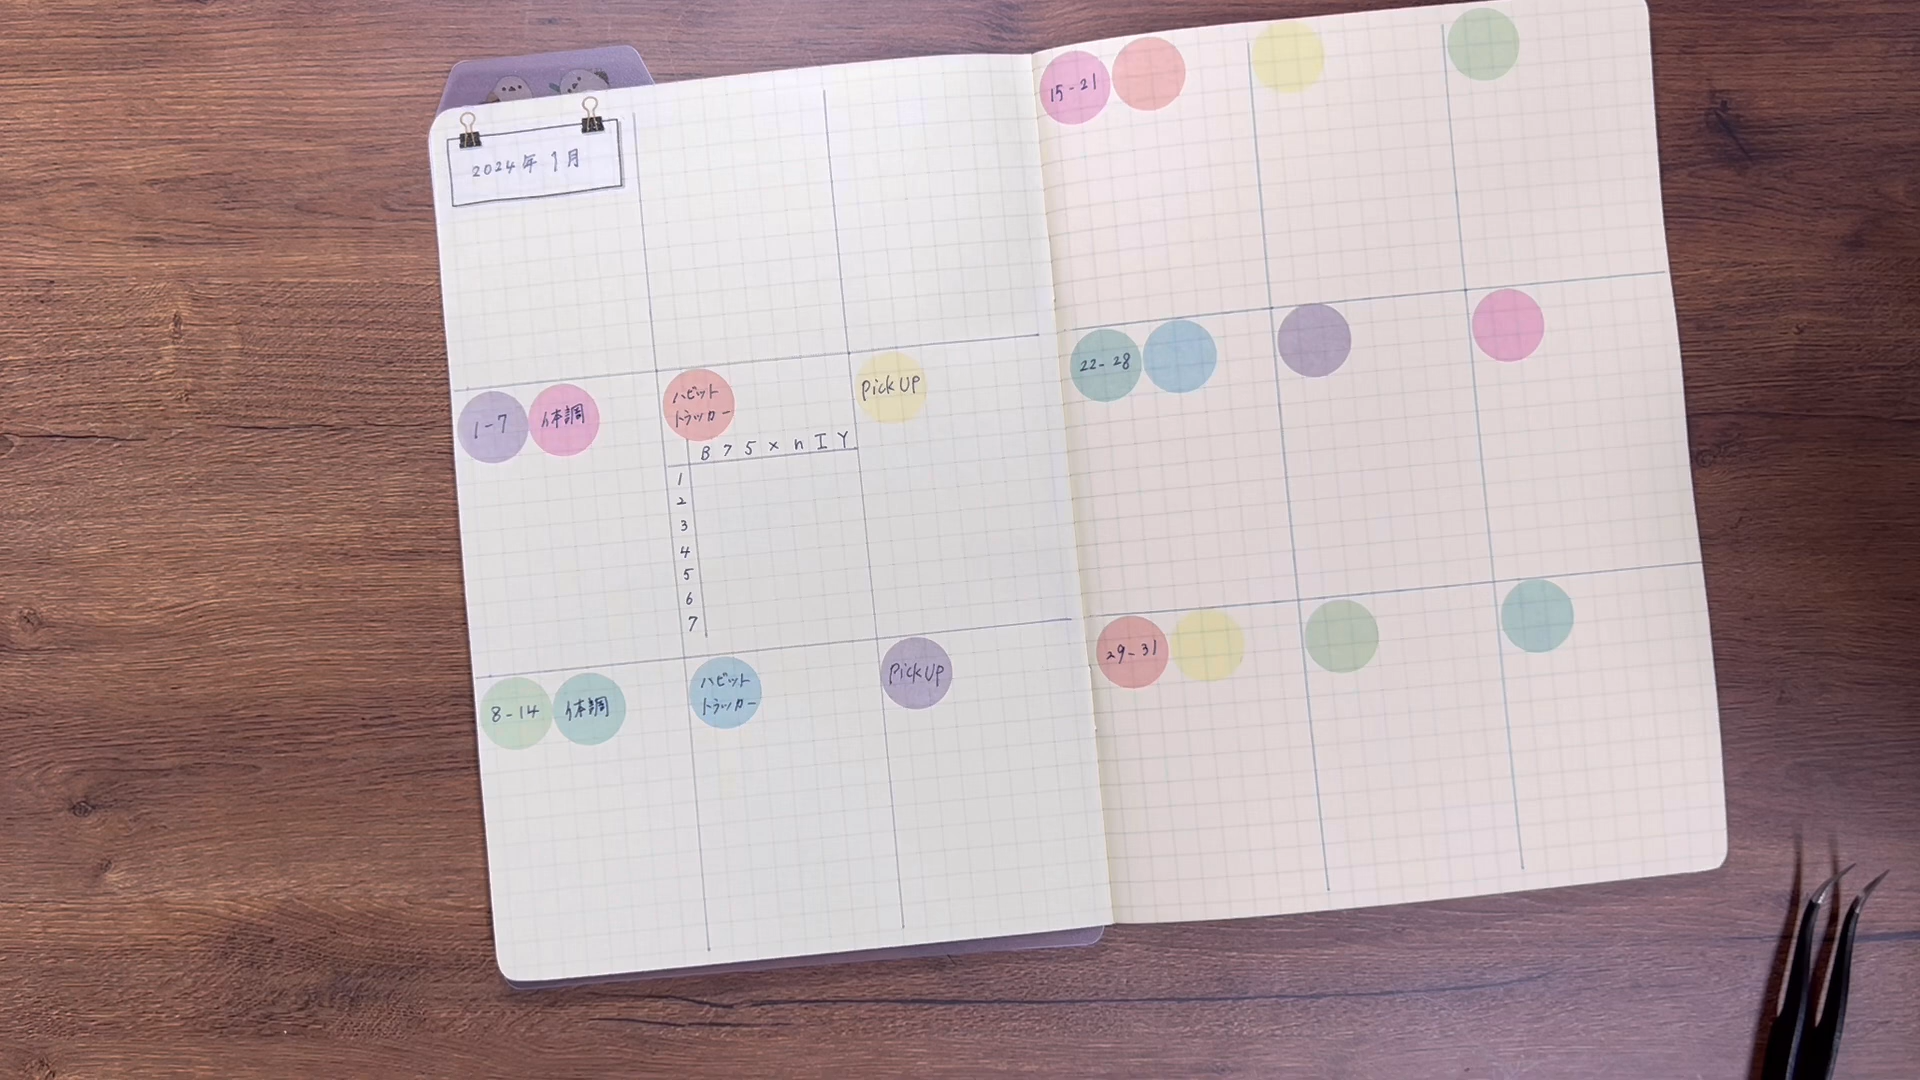 2024年 1月
1-7
体調
ハビット
トラッカー
Pick UP
B 7 5 × n I Y
1
2
3
4
5
6
7
8-14
体調
ハビット
トラッカー
Pick UP
15-21
22-28
29-31